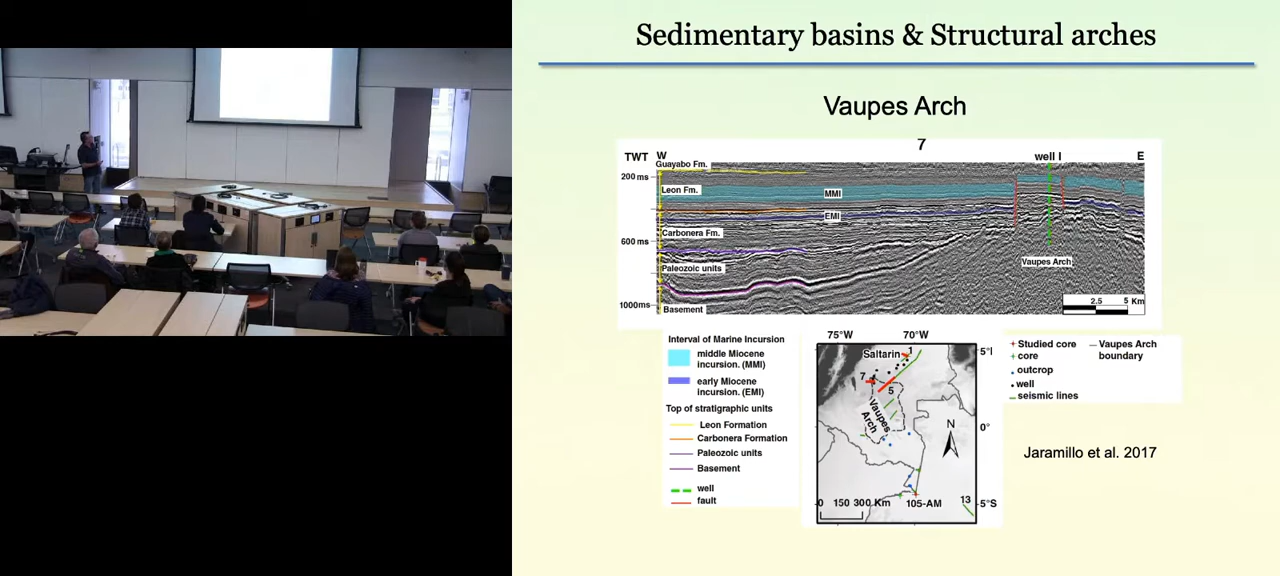 Sedimentary basins & Structural arches
Vaupes Arch
7
TWT W well I E
Guayabo Fm.
200 ms
Leon Fm.
MMI
EMI
Carbonera Fm.
600 ms
Vaupes Arch
Paleozoic units
2.5 5 Km
1000ms
Basement
Interval of Marine Incursion
middle Miocene
incursion. (MMI)
early Miocene
incursion. (EMI)
Top of stratigraphic units
Leon Formation
Carbonera Formation
Paleozoic units
Basement
well
fault
75°W 70°W
Saltarin 1
7
5
Vaupes
Arch
N
0 150 300 Km 105-AM 13
0°
5°S
Studied core
core
outcrop
well
seismic lines
Vaupes Arch
boundary
Jaramillo et al. 2017